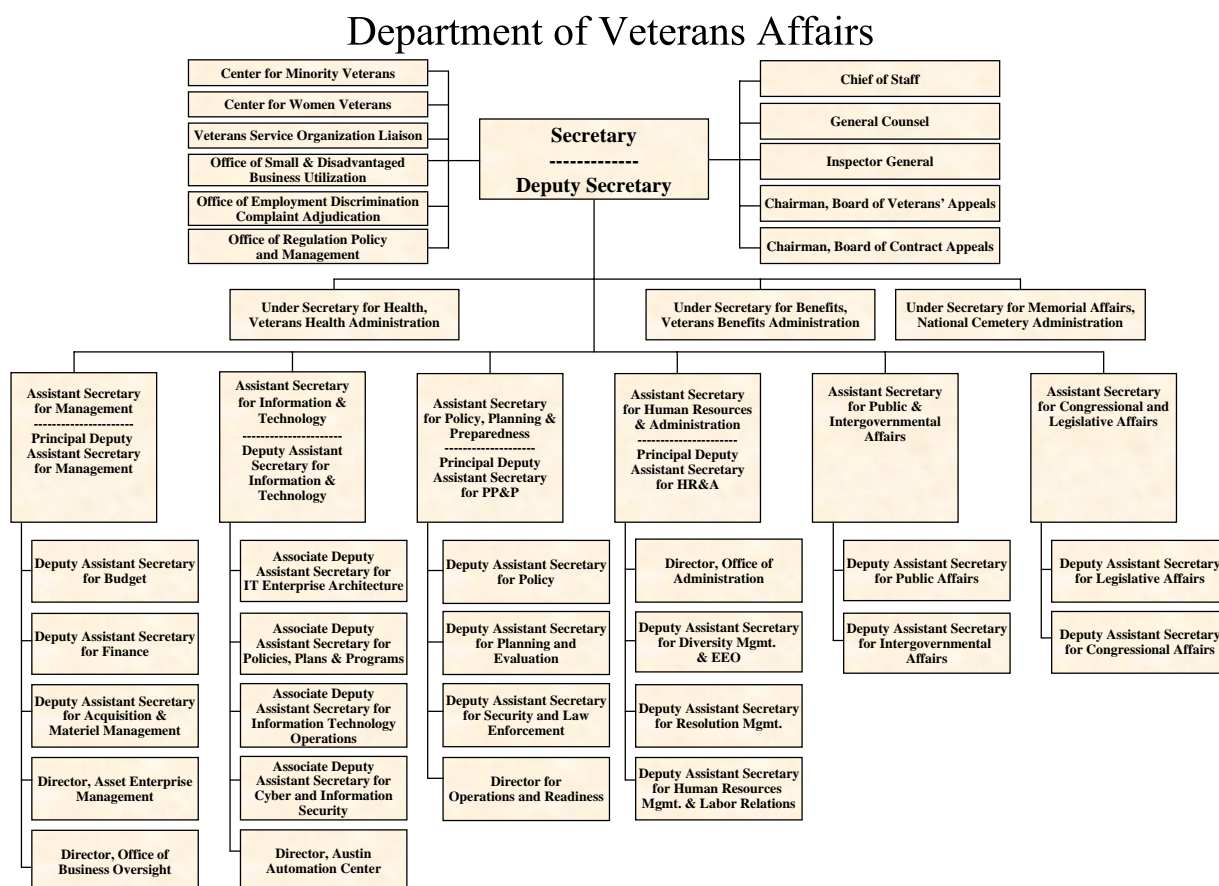 Department of Veterans Affairs
Center for Minority Veterans
Center for Women Veterans
Veterans Service Organization Liaison
Office of Small & Disadvantaged
Business Utilization
Office of Employment Discrimination
Complaint Adjudication
Office of Regulation Policy
and Management
Secretary
-------------
Deputy Secretary
Chief of Staff
General Counsel
Inspector General
Chairman, Board of Veterans’ Appeals
Chairman, Board of Contract Appeals
Under Secretary for Health,
Veterans Health Administration
Under Secretary for Benefits,
Veterans Benefits Administration
Under Secretary for Memorial Affairs,
National Cemetery Administration
Assistant Secretary
for Management
----------------------
Principal Deputy
Assistant Secretary
for Management
Deputy Assistant Secretary
for Budget
Deputy Assistant Secretary
for Finance
Deputy Assistant Secretary
for Acquisition &
Materiel Management
Director, Asset Enterprise
Management
Director, Office of
Business Oversight
Assistant Secretary
for Information &
Technology
----------------------
Deputy Assistant
Secretary for
Information &
Technology
Associate Deputy
Assistant Secretary for
IT Enterprise Architecture
Associate Deputy
Assistant Secretary for
Policies, Plans & Programs
Associate Deputy
Assistant Secretary for
Information Technology
Operations
Associate Deputy
Assistant Secretary for
Cyber and Information
Security
Director, Austin
Automation Center
Assistant Secretary
for Policy, Planning &
Preparedness
--------------------
Principal Deputy
Assistant Secretary
for PP&P
Deputy Assistant Secretary
for Policy
Deputy Assistant Secretary
for Planning and
Evaluation
Deputy Assistant Secretary
for Security and Law
Enforcement
Director for
Operations and Readiness
Assistant Secretary
for Human Resources
& Administration
----------------------
Principal Deputy
Assistant Secretary
for HR&A
Director, Office of
Administration
Deputy Assistant Secretary
for Diversity Mgmt.
& EEO
Deputy Assistant Secretary
for Resolution Mgmt.
Deputy Assistant Secretary
for Human Resources
Mgmt. & Labor Relations
Assistant Secretary
for Public &
Intergovernmental
Affairs
Deputy Assistant Secretary
for Public Affairs
Deputy Assistant Secretary
for Intergovernmental
Affairs
Assistant Secretary
for Congressional and
Legislative Affairs
Deputy Assistant Secretary
for Legislative Affairs
Deputy Assistant Secretary
for Congressional Affairs